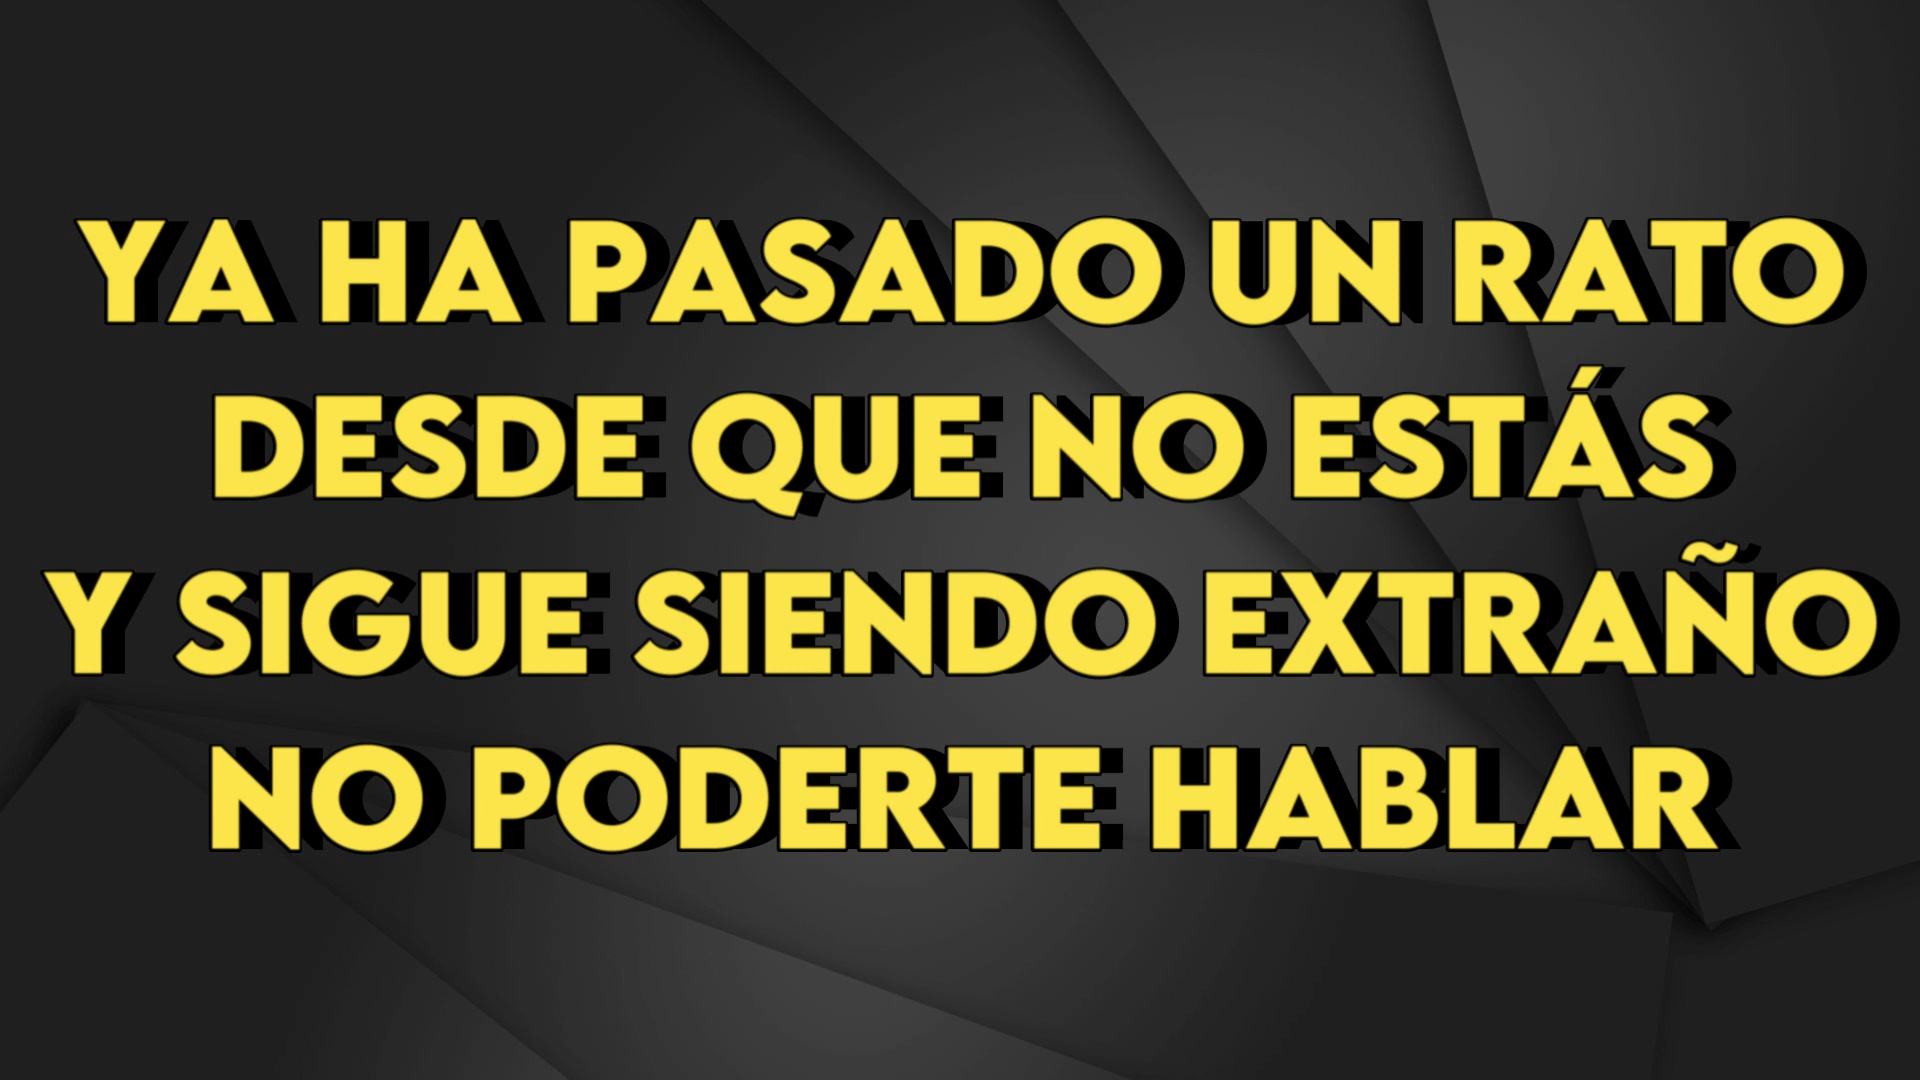 YA HA PASADO UN RATO
DESDE QUE NO ESTÁS
Y SIGUE SIENDO EXTRAÑO
NO PODERTE HABLAR